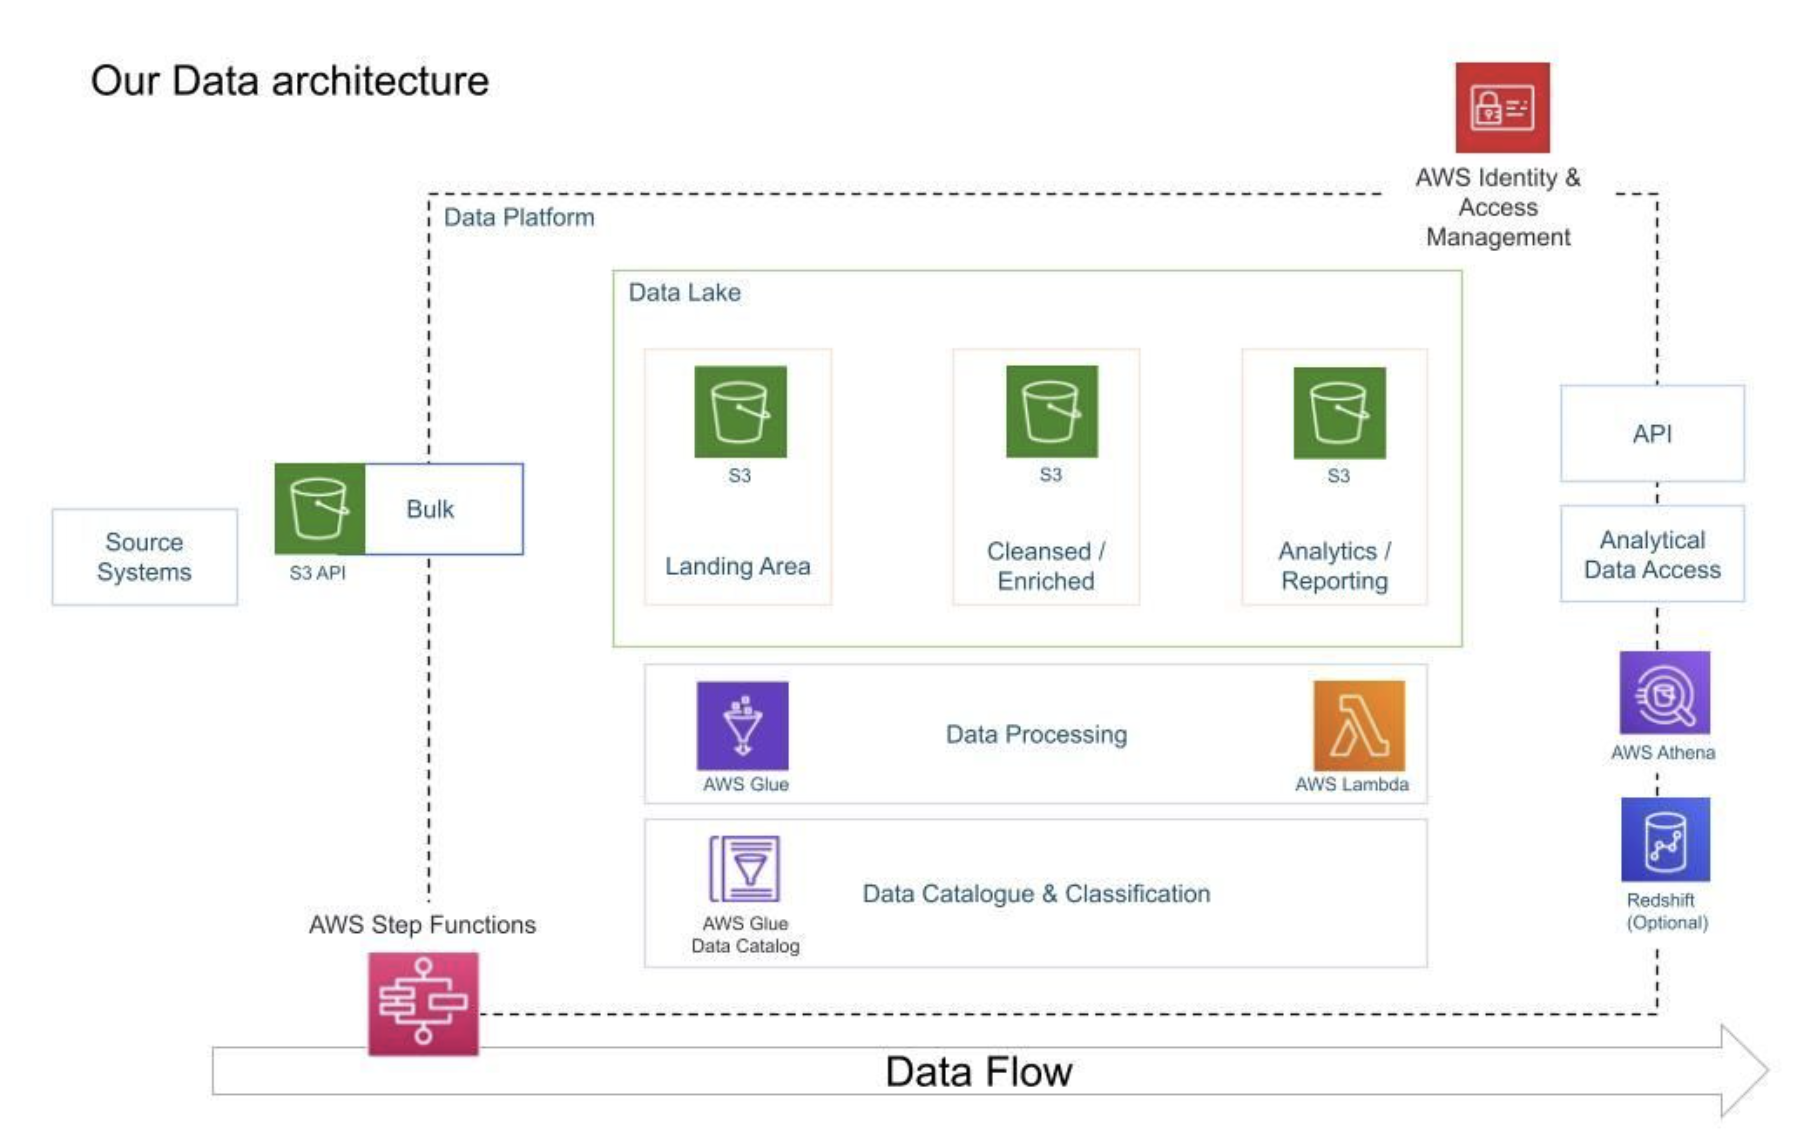 Our Data architecture
AWS Identity &
Access
Management
Data Platform
Data Lake
S3
Landing Area
S3
Cleansed /
Enriched
S3
Analytics /
Reporting
Source
Systems
S3 API
Bulk
API
Analytical
Data Access
AWS Glue
Data Processing
AWS Lambda
AWS Athena
AWS Glue
Data Catalog
Data Catalogue & Classification
Redshift
(Optional)
AWS Step Functions
Data Flow